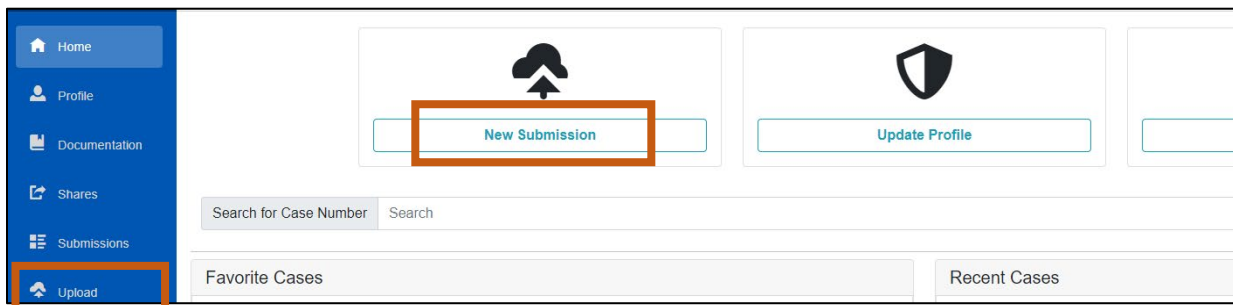 Home
Profile
Documentation
Shares
Submissions
Upload
New Submission
Update Profile
Search for Case Number Search
Favorite Cases
Recent Cases